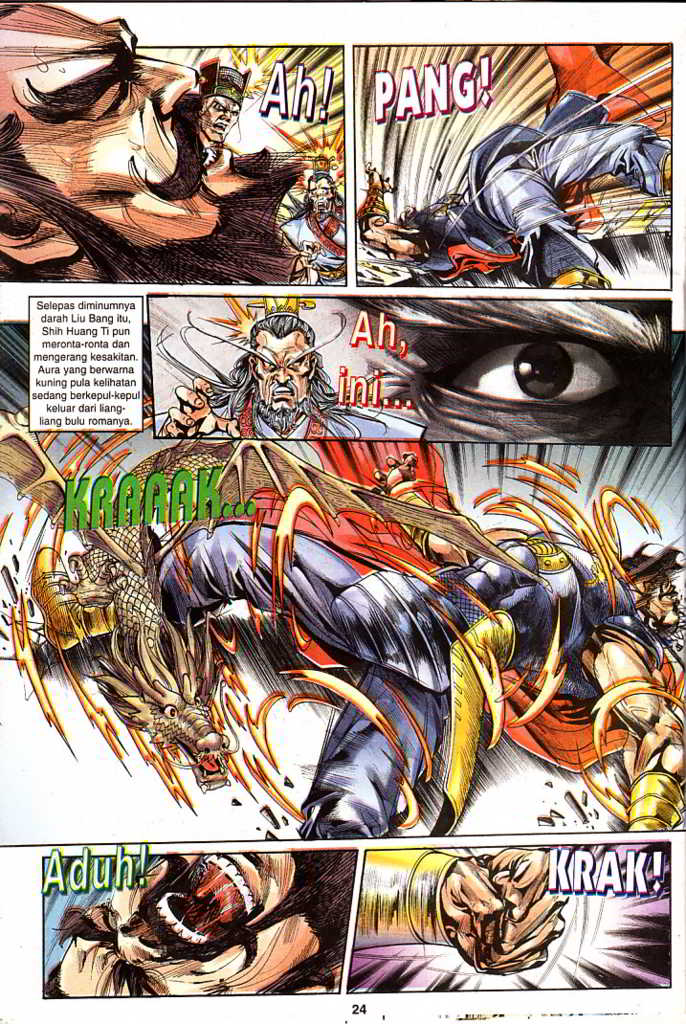 Ah!
PANG!
Selepas diminumnya
darah Liu Bang itu,
Shih Huang Ti pun
meronta-ronta dan
mengerang kesakitan.
Aura yang berwarna
kuning pula kelihatan
sedang berkepul-kepul
keluar dari liang-
liang bulu romanya.
Ah,
ini...
KRAAAK...
Aduh!
KRAK!
24